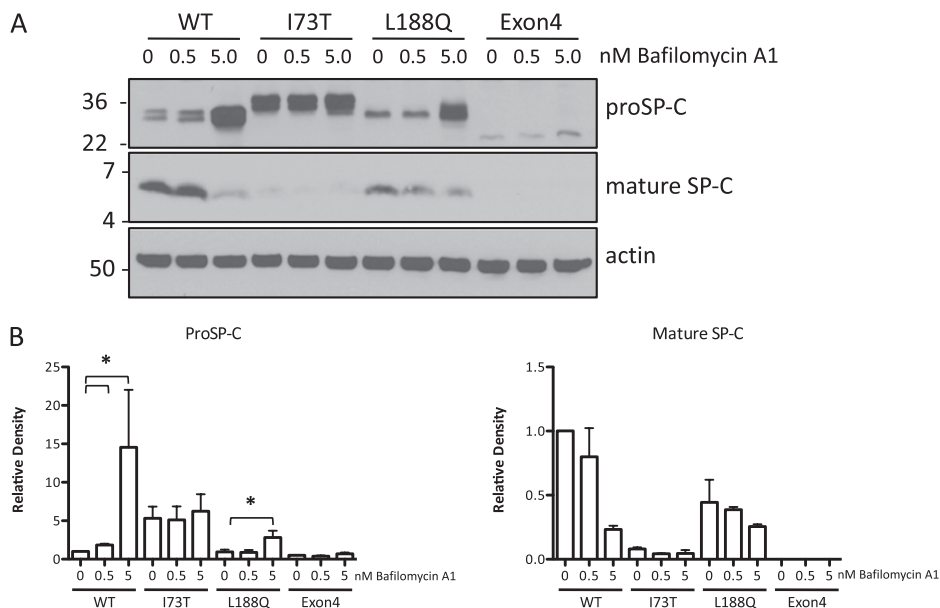 A
WT I73T L188Q Exon4
0 0.5 5.0 0 0.5 5.0 0 0.5 5.0 0 0.5 5.0 nM Bafilomycin A1
36 - proSP-C
22 -
7 - mature SP-C
4 -
50 - actin
B
ProSP-C
25
20
15
10
5
0
Relative Density
* *
0 0.5 5 0 0.5 5 0 0.5 5 0 0.5 5 nM Bafilomycin A1
WT I73T L188Q Exon4
Mature SP-C
1.5
1.0
0.5
0.0
Relative Density
0 0.5 5 0 0.5 5 0 0.5 5 0 0.5 5 nM Bafilomycin A1
WT I73T L188Q Exon4